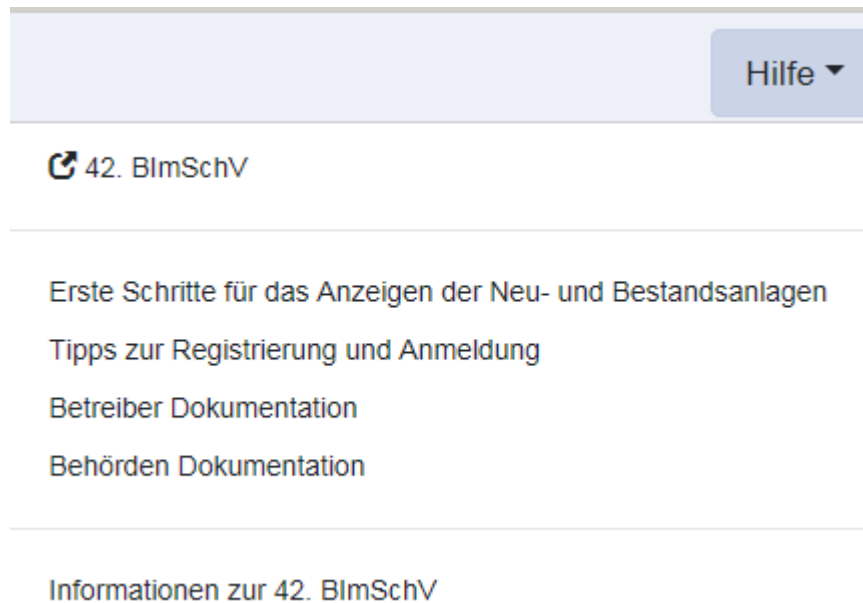 Hilfe
42. BImSchV
Erste Schritte für das Anzeigen der Neu- und Bestandsanlagen
Tipps zur Registrierung und Anmeldung
Betreiber Dokumentation
Behörden Dokumentation
Informationen zur 42. BImSchV